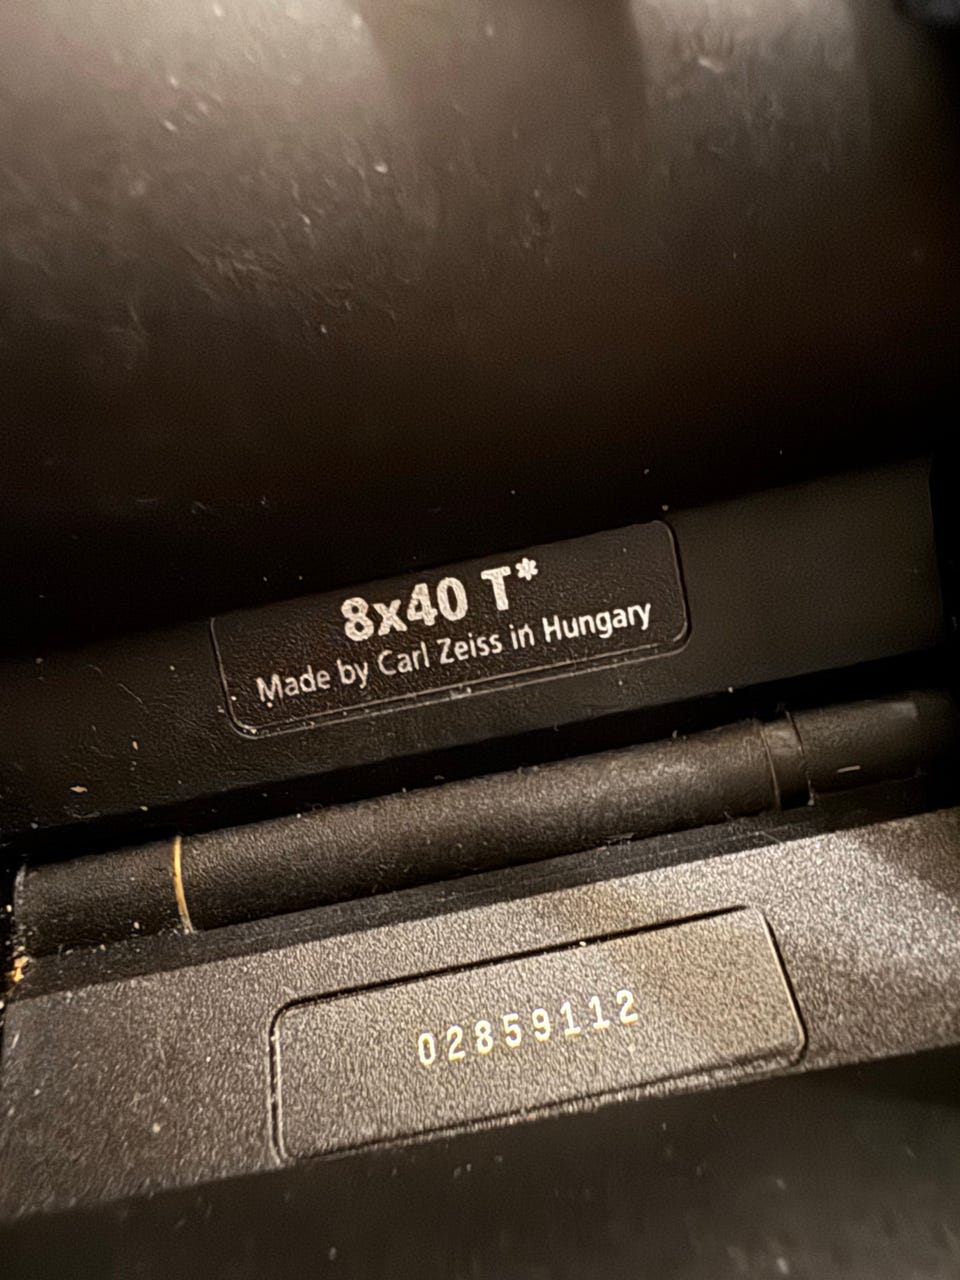 8x40 T*
Made by Carl Zeiss in Hungary
02859112